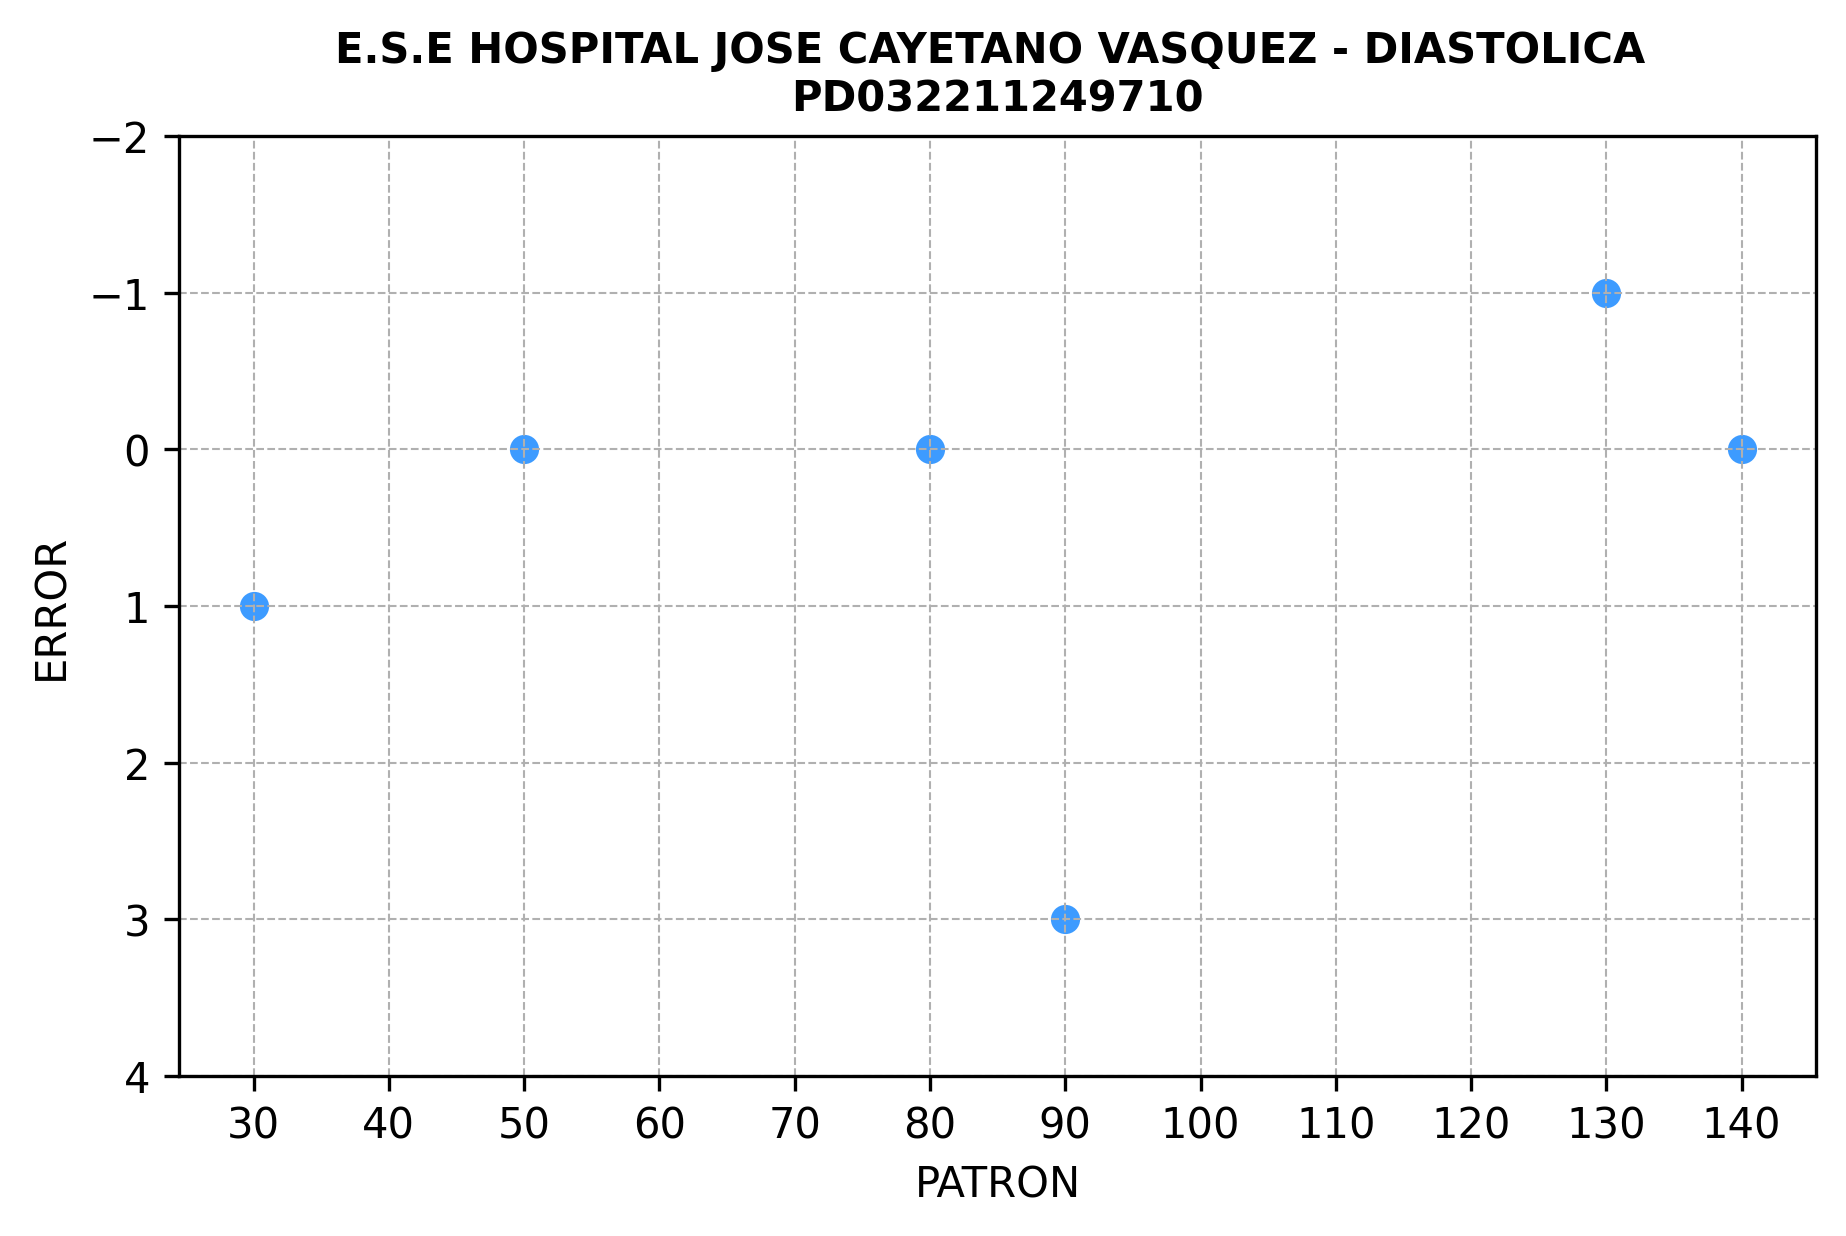 E.S.E HOSPITAL JOSE CAYETANO VASQUEZ - DIASTOLICA
PD032211249710
−2
−1
0
1
2
3
4
ERROR
30 40 50 60 70 80 90 100 110 120 130 140
PATRON